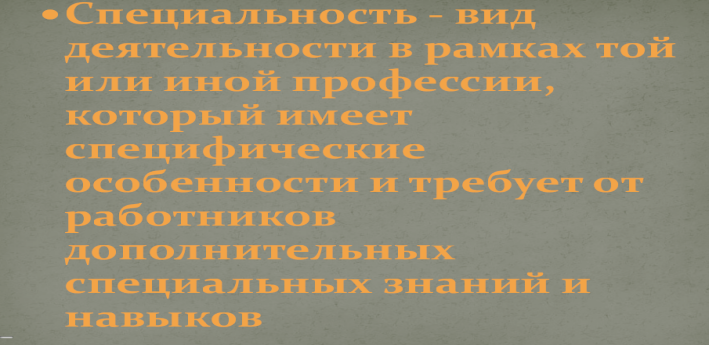 • Специальность - вид
деятельности в рамках той
или иной профессии,
который имеет
специфические
особенности и требует от
работников
дополнительных
специальных знаний и
навыков